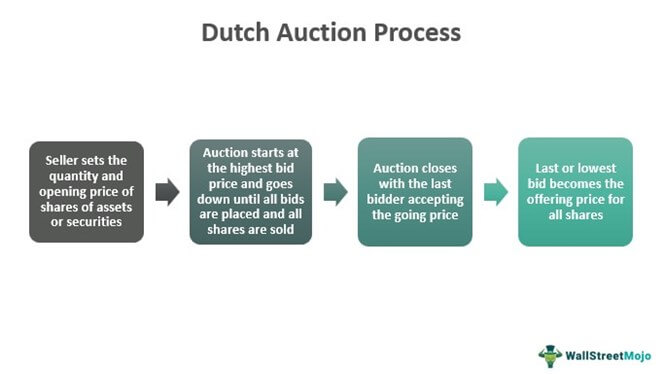 Dutch Auction Process
Seller sets the
quantity and
opening price of
shares of assets
or securities
Auction starts at
the highest bid
price and goes
down until all bids
are placed and all
shares are sold
Auction closes
with the last
bidder accepting
the going price
Last or lowest
bid becomes the
offering price for
all shares
WallStreetMojo